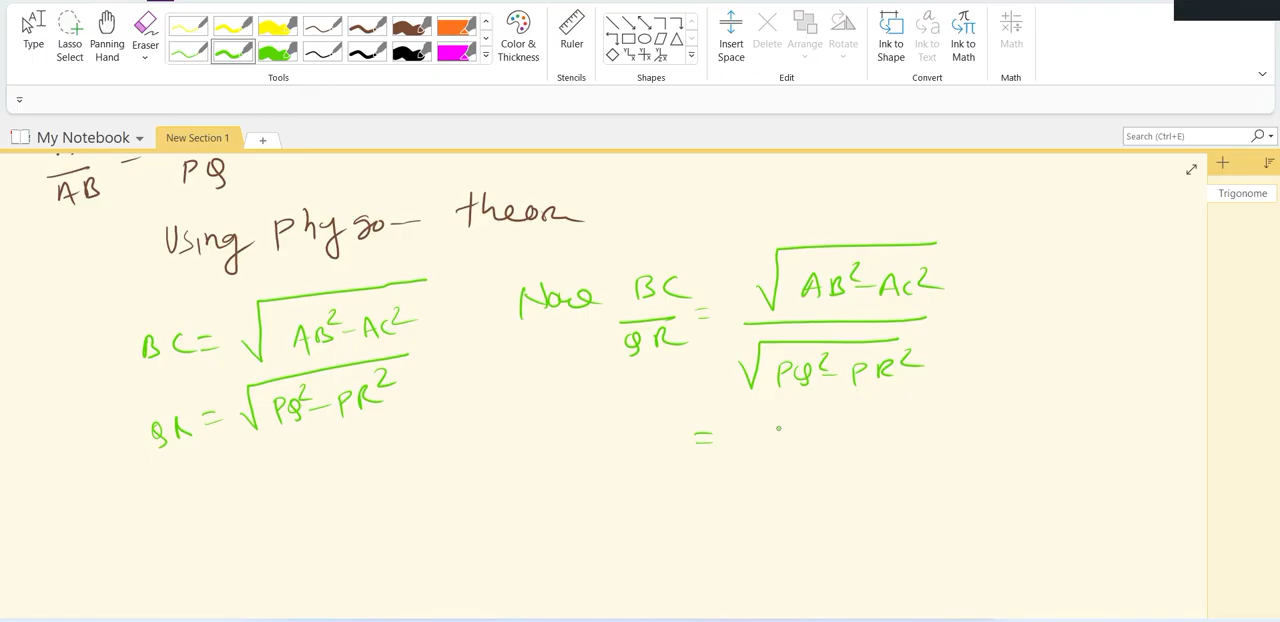 Type
Lasso Select
Panning Hand
Eraser
Color & Thickness
Ruler
Insert Space
Delete
Arrange
Rotate
Ink to Shape
Ink to Text
Ink to Math
Math
Tools
Stencils
Shapes
Edit
Convert
Math
My Notebook
New Section 1
Search (Ctrl+E)
Trigonome
AB
PQ
Using Phygo— theor
BC = √AB²-AC²
QR = √PQ²-PR²
Now BC/QR = √AB²-AC²/√PQ²-PR²
=